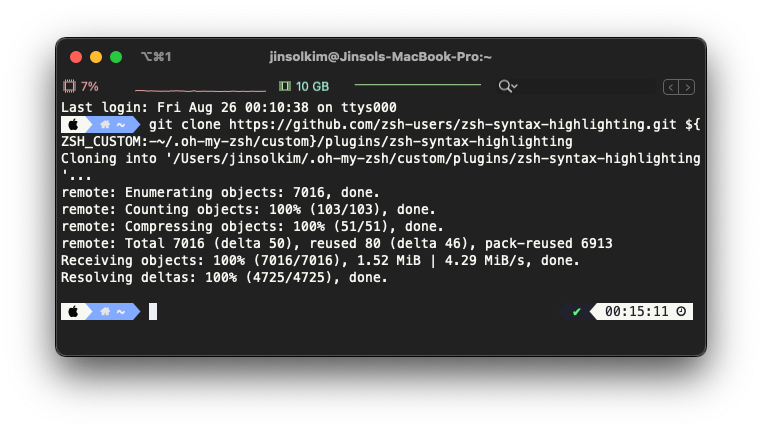 ⌥⌘1 jinsolkim@Jinsols-MacBook-Pro:~
7% 10 GB
Last login: Fri Aug 26 00:10:38 on ttys000
~ git clone https://github.com/zsh-users/zsh-syntax-highlighting.git ${
ZSH_CUSTOM:-~/.oh-my-zsh/custom}/plugins/zsh-syntax-highlighting
Cloning into '/Users/jinsolkim/.oh-my-zsh/custom/plugins/zsh-syntax-highlighting
'...
remote: Enumerating objects: 7016, done.
remote: Counting objects: 100% (103/103), done.
remote: Compressing objects: 100% (51/51), done.
remote: Total 7016 (delta 50), reused 80 (delta 46), pack-reused 6913
Receiving objects: 100% (7016/7016), 1.52 MiB | 4.29 MiB/s, done.
Resolving deltas: 100% (4725/4725), done.
~ ✔ 00:15:11